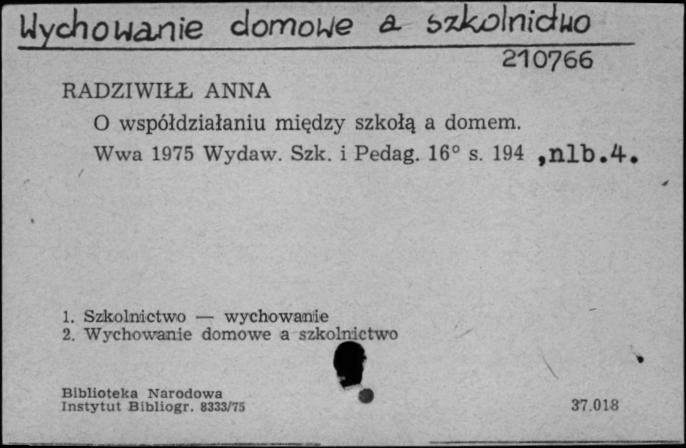 Wychowanie domowe a szkolnictwo
210766
RADZIWIŁŁ ANNA
O współdziałaniu między szkołą a domem.
Wwa 1975 Wydaw. Szk. i Pedag. 16° s. 194 ,nlb.4.
1. Szkolnictwo — wychowanie
2. Wychowanie domowe a szkolnictwo
Biblioteka Narodowa
Instytut Bibliogr. 8333/75
37.018